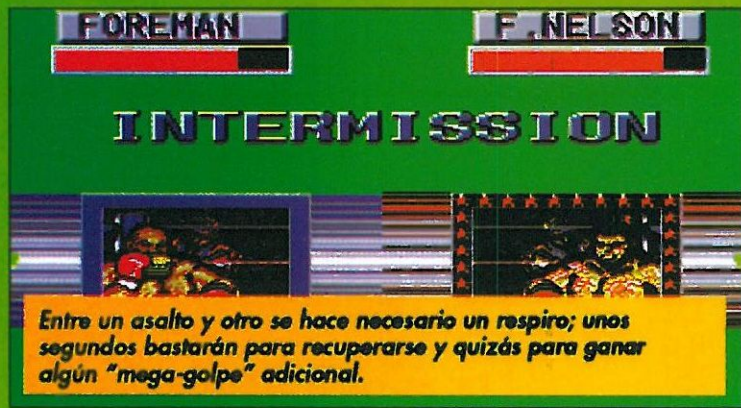 FOREMAN
F.NELSON
INTERMISSION
Entre un asalto y otro se hace necesario un respiro; unos
segundos bastarán para recuperarse y quizás para ganar
algún "mega-golpe" adicional.